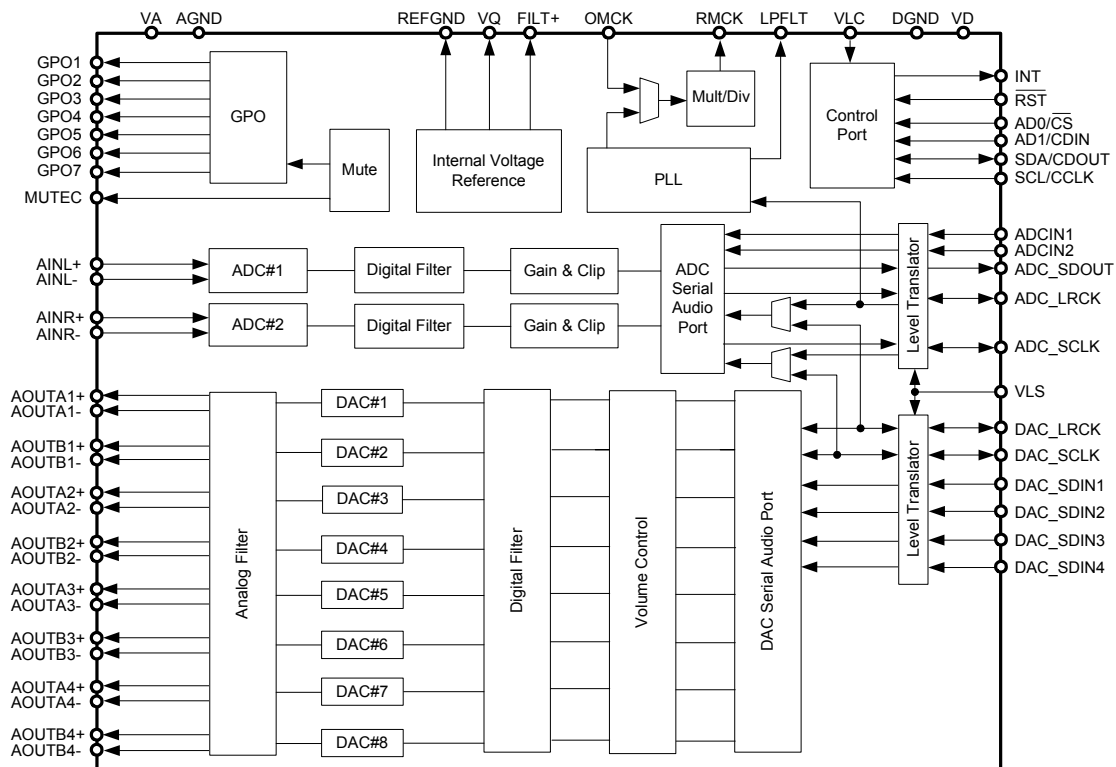 VA
AGND
REFGND
VQ
FILT+
OMCK
RMCK
LPFLT
VLC
DGND
VD
GPO1
GPO2
GPO3
GPO4
GPO5
GPO6
GPO7
MUTEC
GPO
Mute
Internal Voltage
Reference
Mult/Div
PLL
Control
Port
INT
RST
AD0/CS
AD1/CDIN
SDA/CDOUT
SCL/CCLK
AINL+
AINL-
AINR+
AINR-
ADC#1
Digital Filter
Gain & Clip
ADC#2
Digital Filter
Gain & Clip
ADC
Serial
Audio
Port
Level Translator
ADCIN1
ADCIN2
ADC_SDOUT
ADC_LRCK
ADC_SCLK
VLS
AOUTA1+
AOUTA1-
AOUTB1+
AOUTB1-
AOUTA2+
AOUTA2-
AOUTB2+
AOUTB2-
AOUTA3+
AOUTA3-
AOUTB3+
AOUTB3-
AOUTA4+
AOUTA4-
AOUTB4+
AOUTB4-
Analog Filter
DAC#1
DAC#2
DAC#3
DAC#4
DAC#5
DAC#6
DAC#7
DAC#8
Digital Filter
Volume Control
DAC Serial Audio Port
Level Translator
DAC_LRCK
DAC_SCLK
DAC_SDIN1
DAC_SDIN2
DAC_SDIN3
DAC_SDIN4